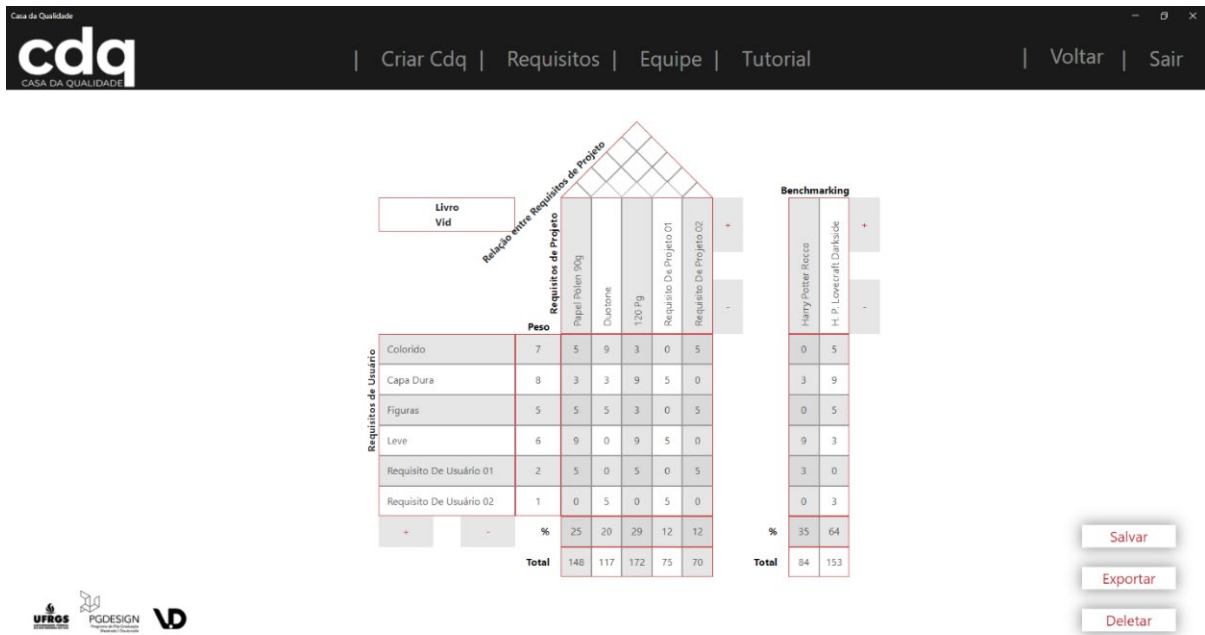 Casa da Qualidade
cdq
CASA DA QUALIDADE
| Criar Cdq | Requisitos | Equipe | Tutorial
| Voltar | Sair
Relação entre Requisitos de Projeto
Livro
Vid
Requisitos de Projeto
Papel Pólen 90g
Duotone
120 Pg
Requisito De Projeto 01
Requisito De Projeto 02
+
-
Benchmarking
Harry Potter Rocco
H. P. Lovecraft Darkside
+
-
Peso
Requisitos de Usuário
Colorido 7 5 9 3 0 5 0 5
Capa Dura 8 3 3 9 5 0 3 9
Figuras 5 5 5 3 0 5 0 5
Leve 6 9 0 9 5 0 9 3
Requisito De Usuário 01 2 5 0 5 0 5 3 0
Requisito De Usuário 02 1 0 5 0 5 0 0 3
+ - % 25 20 29 12 12 % 35 64
Total 148 117 172 75 70 Total 84 153
Salvar
Exportar
Deletar
UFRGS
PGDESIGN
VD